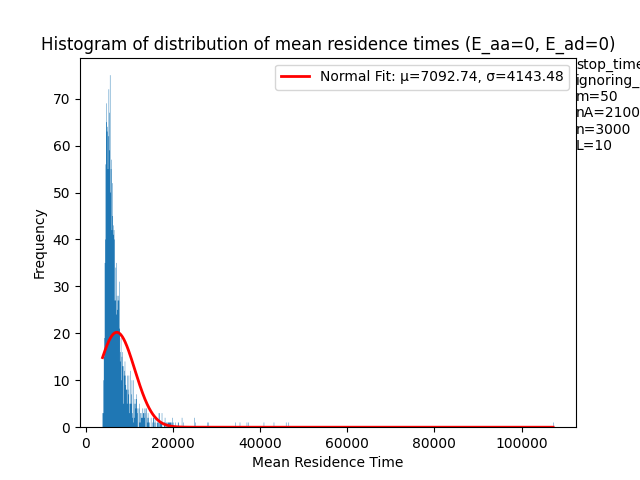 Histogram of distribution of mean residence times (E_aa=0, E_ad=0)
Normal Fit: μ=7092.74, σ=4143.48
stop_time
ignoring_
m=50
nA=2100
n=3000
L=10
Frequency
70
60
50
40
30
20
10
0
0 20000 40000 60000 80000 100000
Mean Residence Time